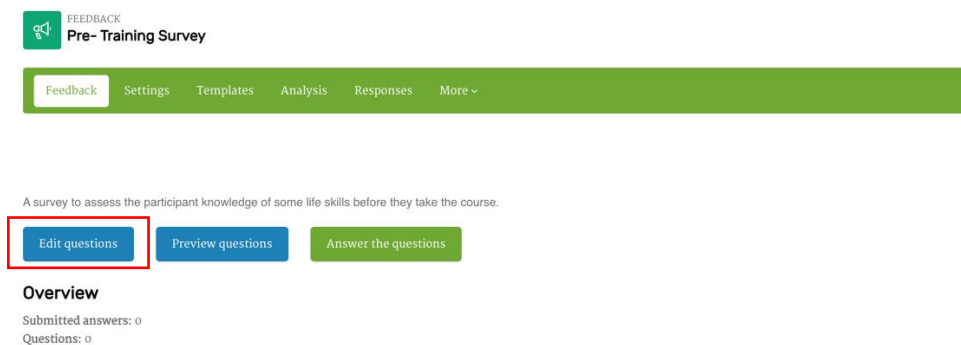 FEEDBACK
Pre- Training Survey
Feedback Settings Templates Analysis Responses More
A survey to assess the participant knowledge of some life skills before they take the course.
Edit questions Preview questions Answer the questions
Overview
Submitted answers: 0
Questions: 0